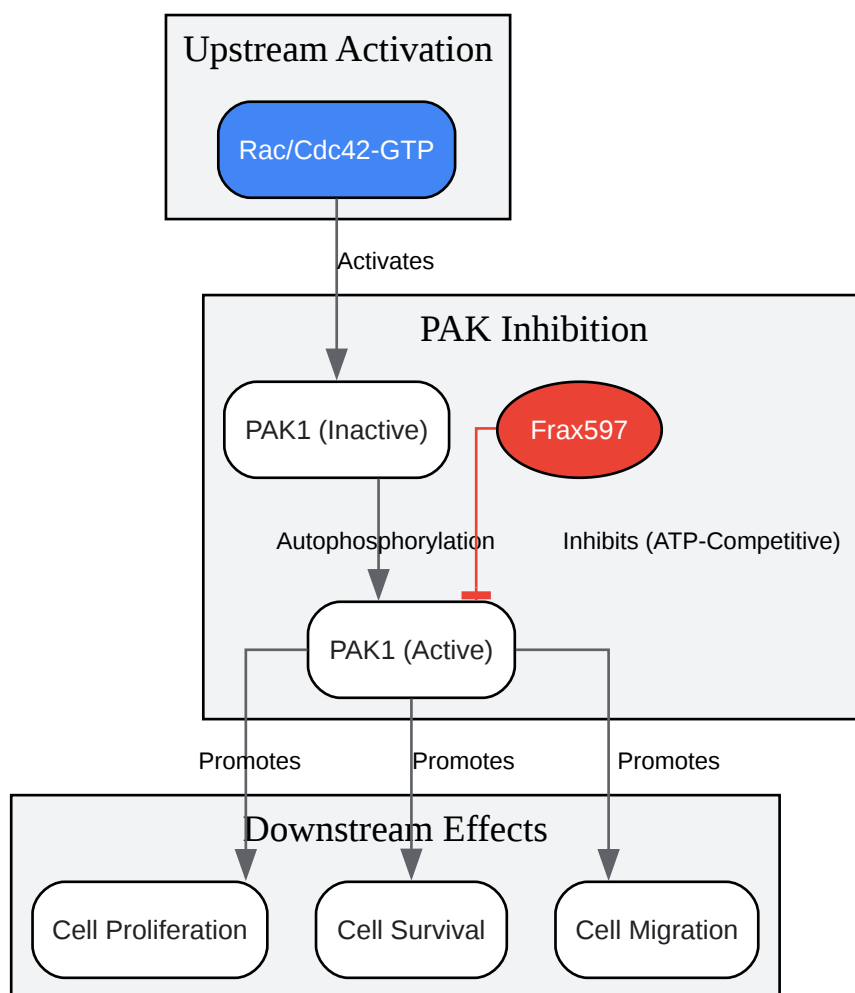 Upstream Activation
Rac/Cdc42-GTP
Activates
PAK Inhibition
PAK1 (Inactive)
Frax597
Autophosphorylation
Inhibits (ATP-Competitive)
PAK1 (Active)
Promotes
Promotes
Promotes
Downstream Effects
Cell Proliferation
Cell Survival
Cell Migration